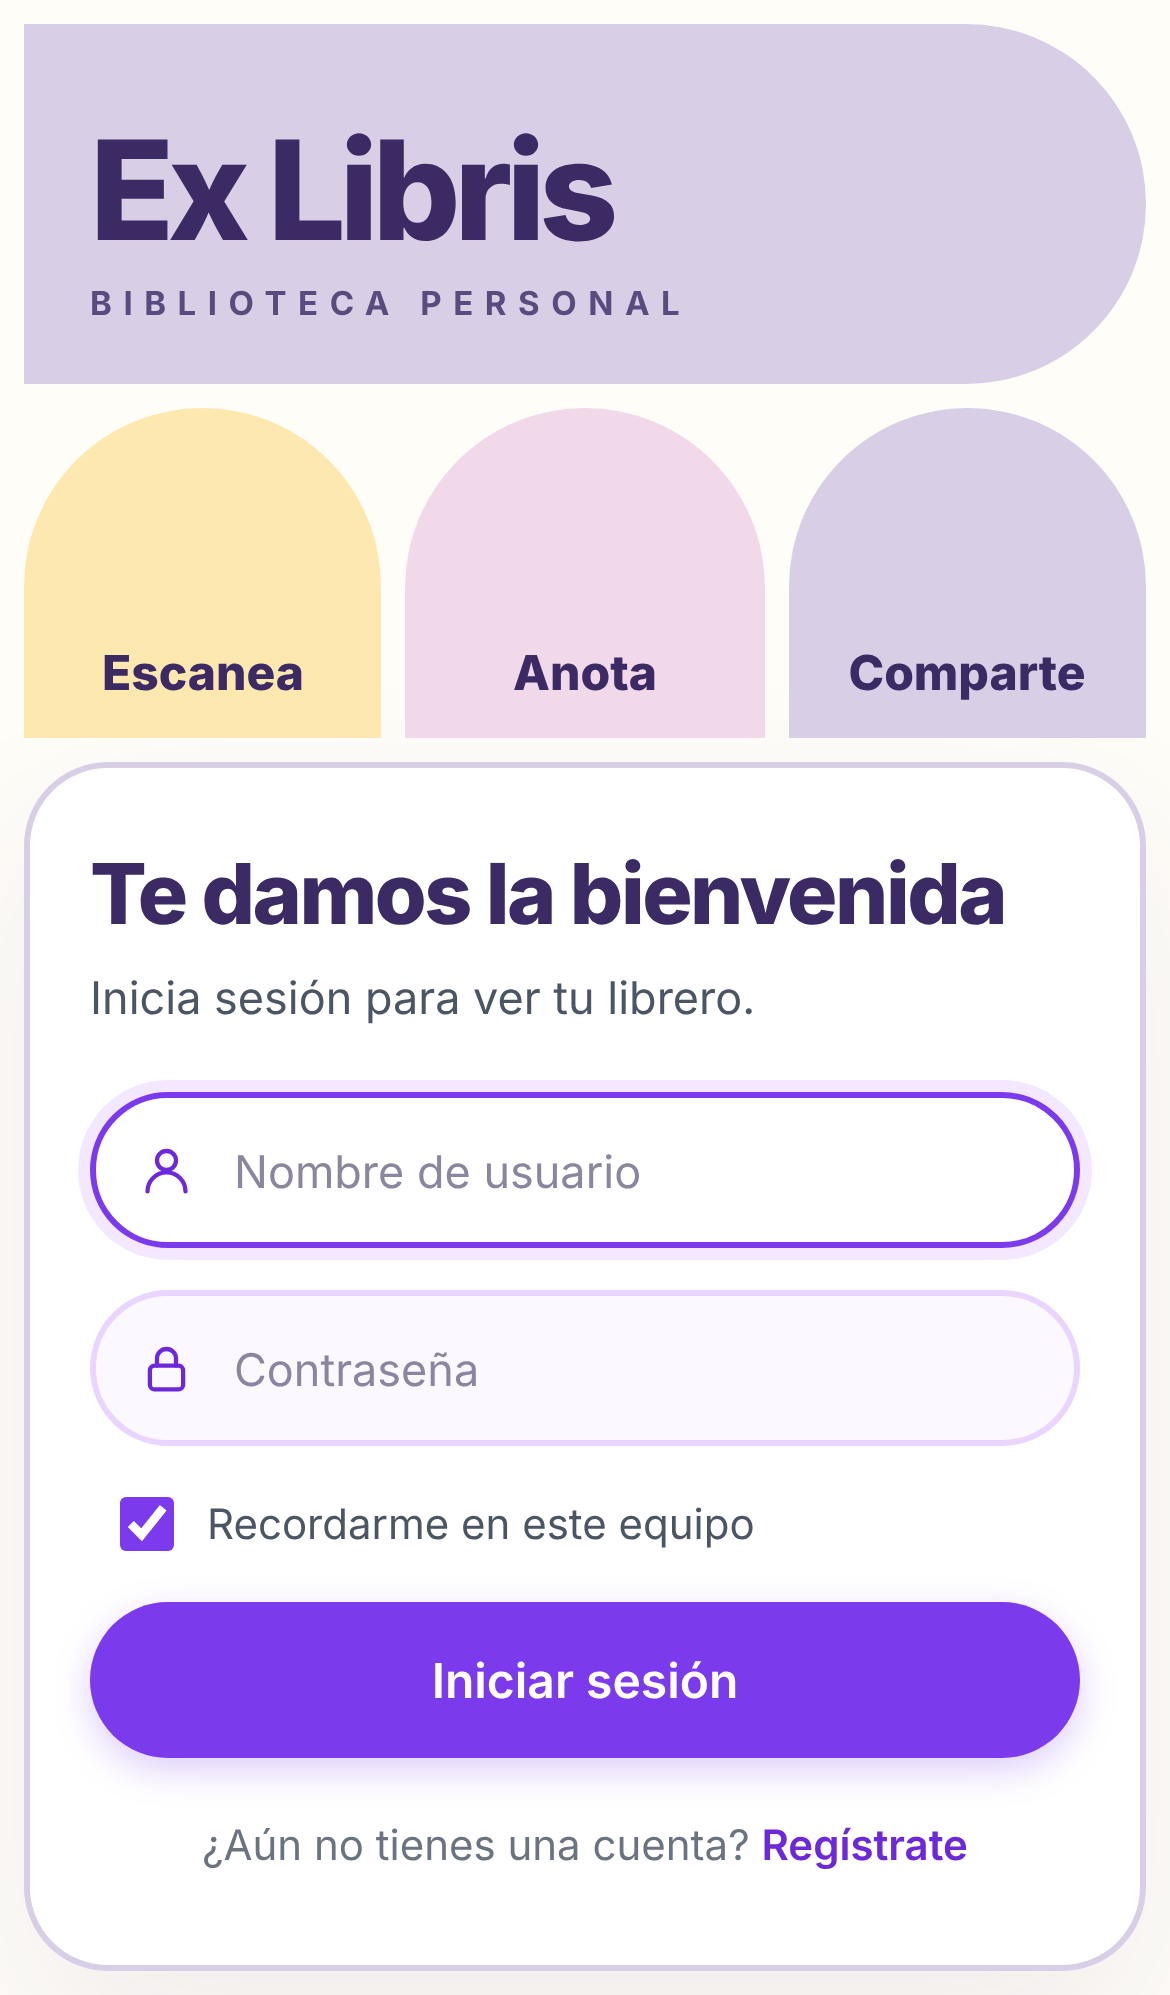 Ex Libris
BIBLIOTECA PERSONAL
Escanea
Anota
Comparte
Te damos la bienvenida
Inicia sesión para ver tu librero.
Nombre de usuario
Contraseña
Recordarme en este equipo
Iniciar sesión
¿Aún no tienes una cuenta? Regístrate